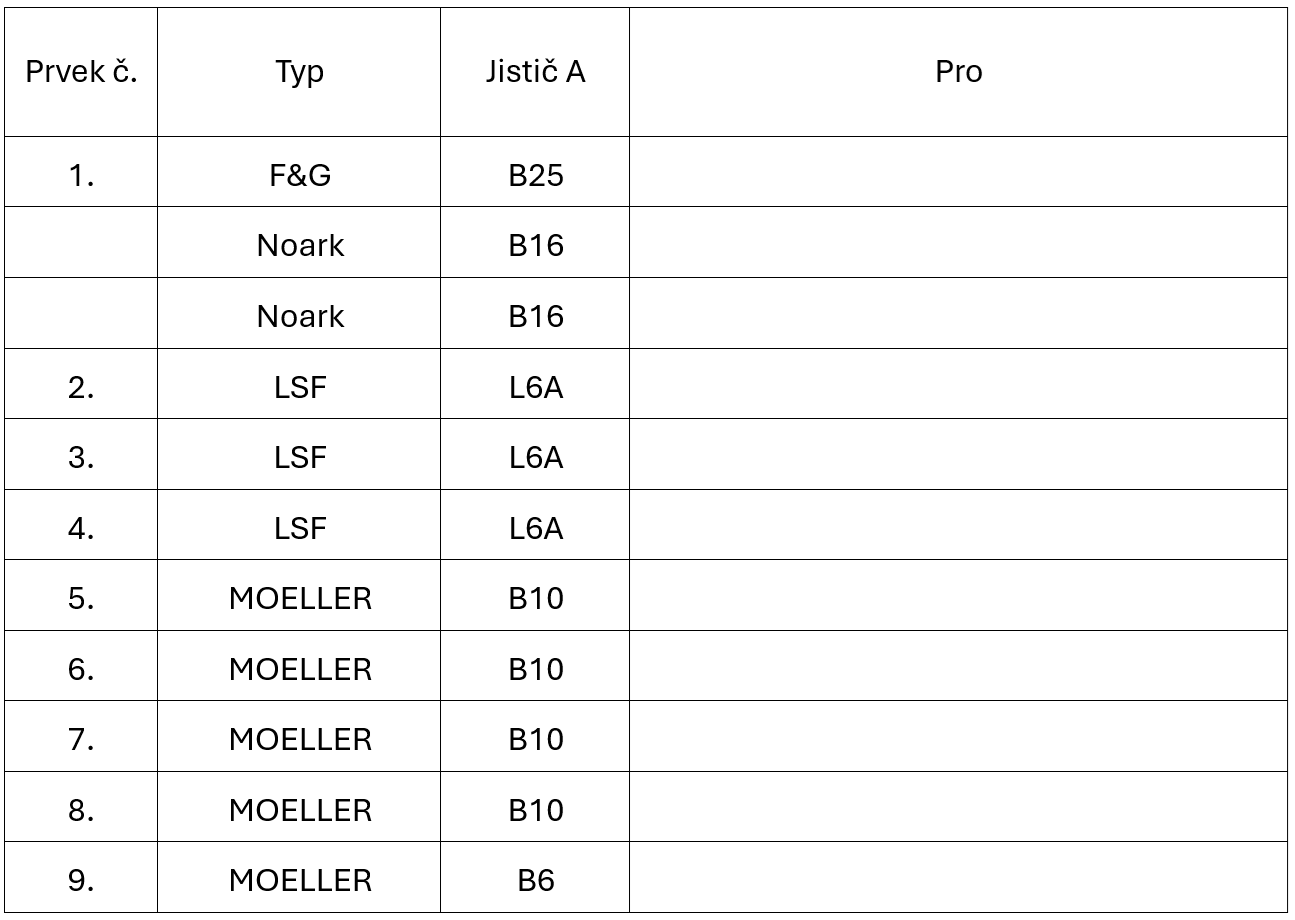 Prvek č. Typ Jistič A Pro
1. F&G B25
Noark B16
Noark B16
2. LSF L6A
3. LSF L6A
4. LSF L6A
5. MOELLER B10
6. MOELLER B10
7. MOELLER B10
8. MOELLER B10
9. MOELLER B6